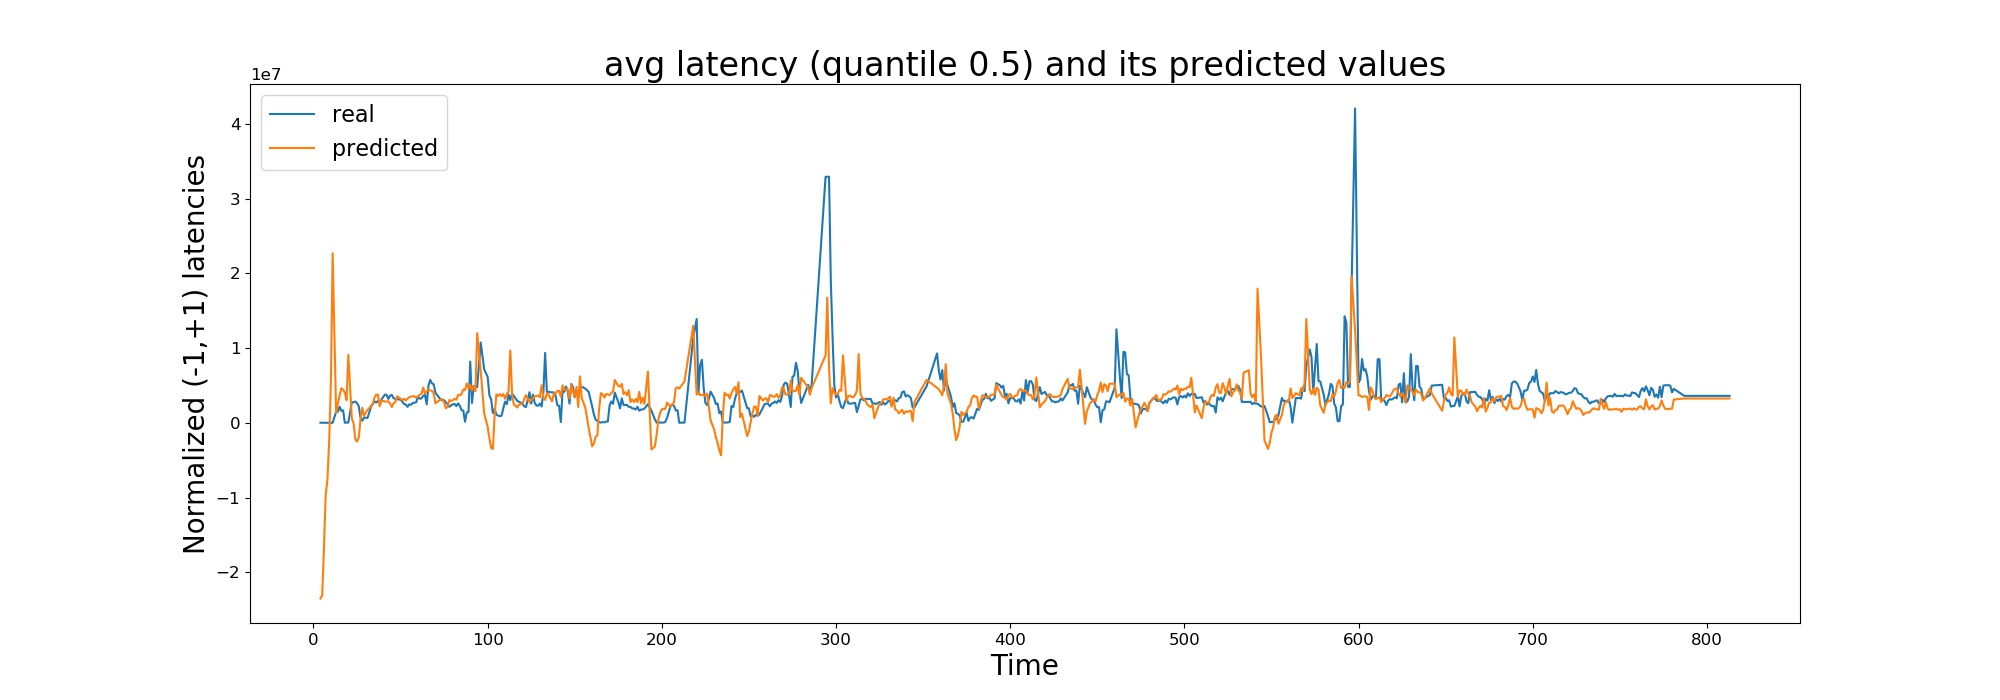 avg latency (quantile 0.5) and its predicted values
1e7
real
predicted
Normalized (-1,+1) latencies
4
3
2
1
0
−1
−2
0 100 200 300 400 500 600 700 800
Time